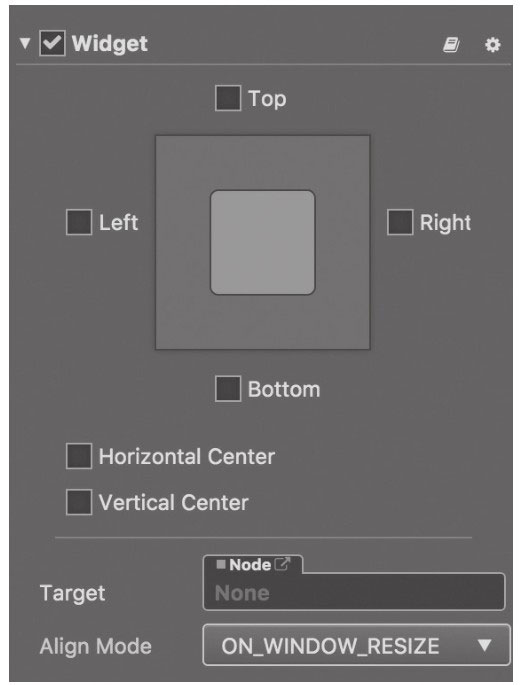 Widget
Top
Left
Right
Bottom
Horizontal Center
Vertical Center
Node
Target
None
Align Mode
ON_WINDOW_RESIZE